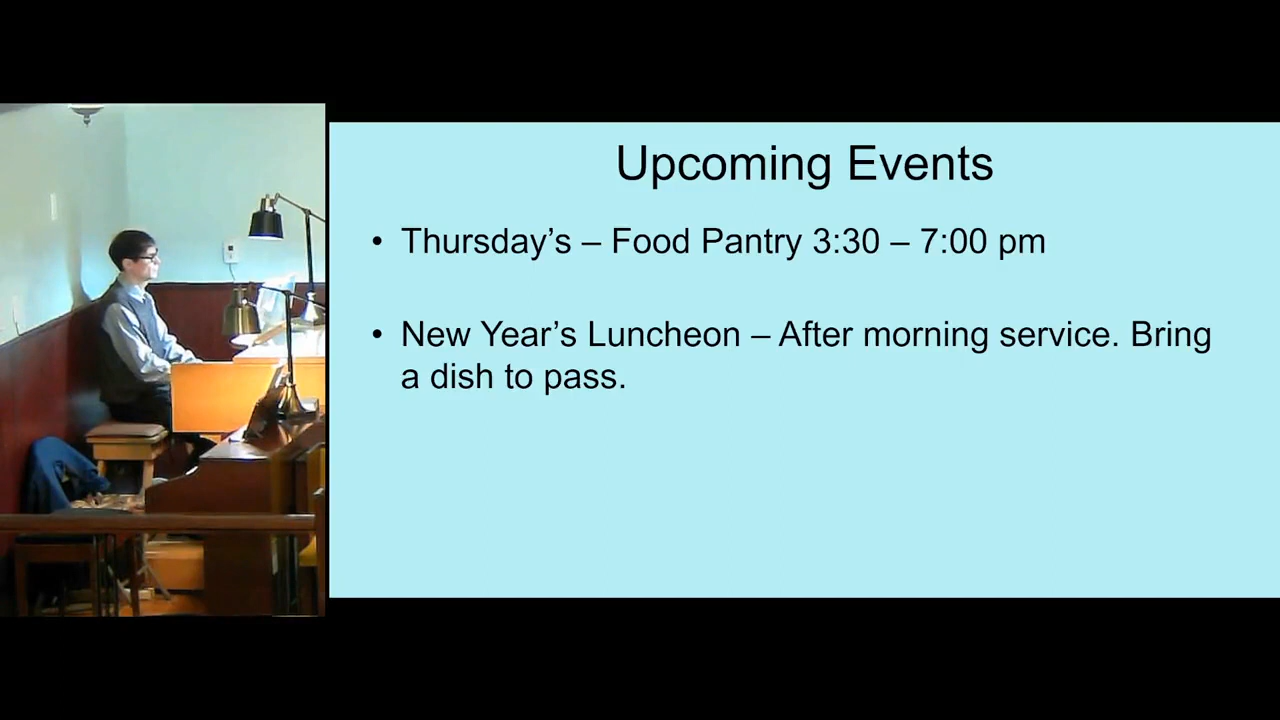 Upcoming Events
• Thursday’s – Food Pantry 3:30 – 7:00 pm
• New Year’s Luncheon – After morning service. Bring
a dish to pass.